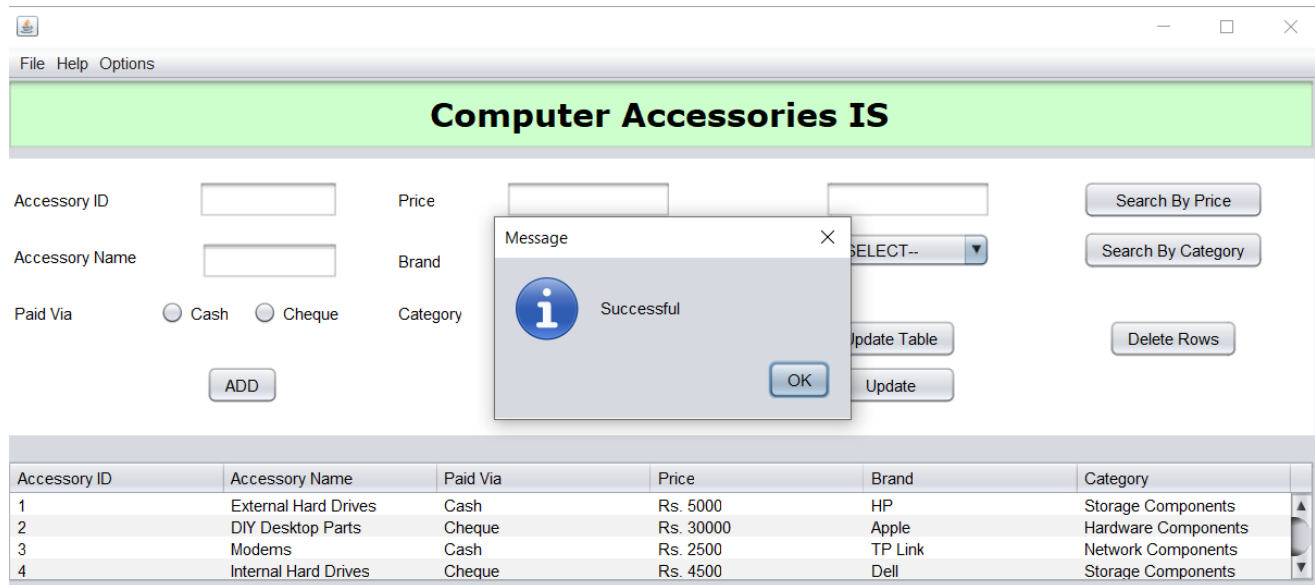 File Help Options
Computer Accessories IS
Accessory ID Price Search By Price
Message
Accessory Name Brand SELECT-- Search By Category
Successful
Paid Via Cash Cheque Category
Update Table Delete Rows
OK
ADD Update
Accessory ID Accessory Name Paid Via Price Brand Category
1 External Hard Drives Cash Rs. 5000 HP Storage Components
2 DIY Desktop Parts Cheque Rs. 30000 Apple Hardware Components
3 Modems Cash Rs. 2500 TP Link Network Components
4 Internal Hard Drives Cheque Rs. 4500 Dell Storage Components